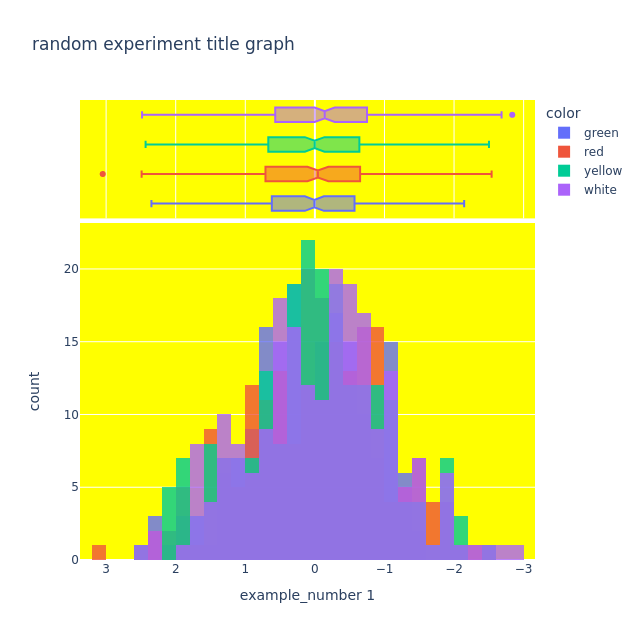 random experiment title graph
color
green
red
yellow
white
20
15
10
5
0
count
3
2
1
0
−1
−2
−3
example_number 1